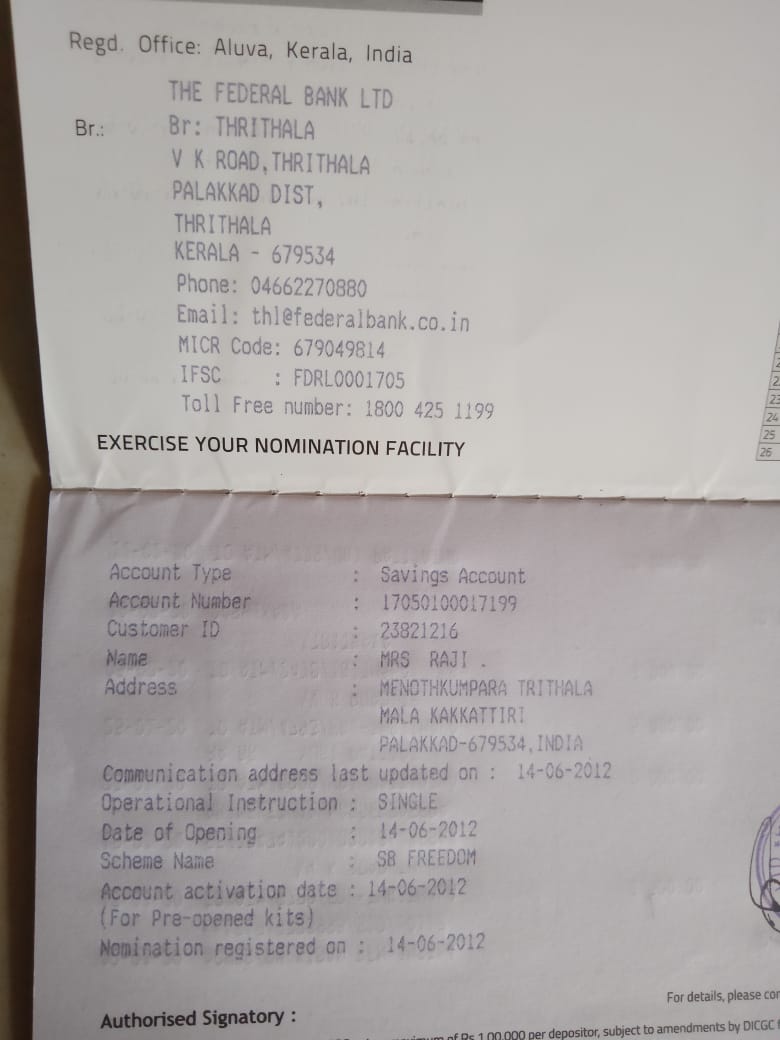 Regd. Office: Aluva, Kerala, India
THE FEDERAL BANK LTD
Br.: Br: THRITHALA
V K ROAD,THRITHALA
PALAKKAD DIST,
THRITHALA
KERALA - 679534
Phone: 04662270880
Email: thl@federalbank.co.in
MICR Code: 679049814
IFSC : FDRL0001705
Toll Free number: 1800 425 1199
EXERCISE YOUR NOMINATION FACILITY
23
24
25
26
Account Type : Savings Account
Account Number : 17050100017199
Customer ID : 23821216
Name : MRS RAJI .
Address : MENOTHKUMPARA TRITHALA
MALA KAKKATTIRI
PALAKKAD-679534,INDIA
Communication address last updated on : 14-06-2012
Operational Instruction : SINGLE
Date of Opening : 14-06-2012
Scheme Name : SB FREEDOM
Account activation date : 14-06-2012
(For Pre-opened kits)
Nomination registered on : 14-06-2012
For details, please
Authorised Signatory :
of Rs 1,00,000 per depositor, subject to amendments by DICGC